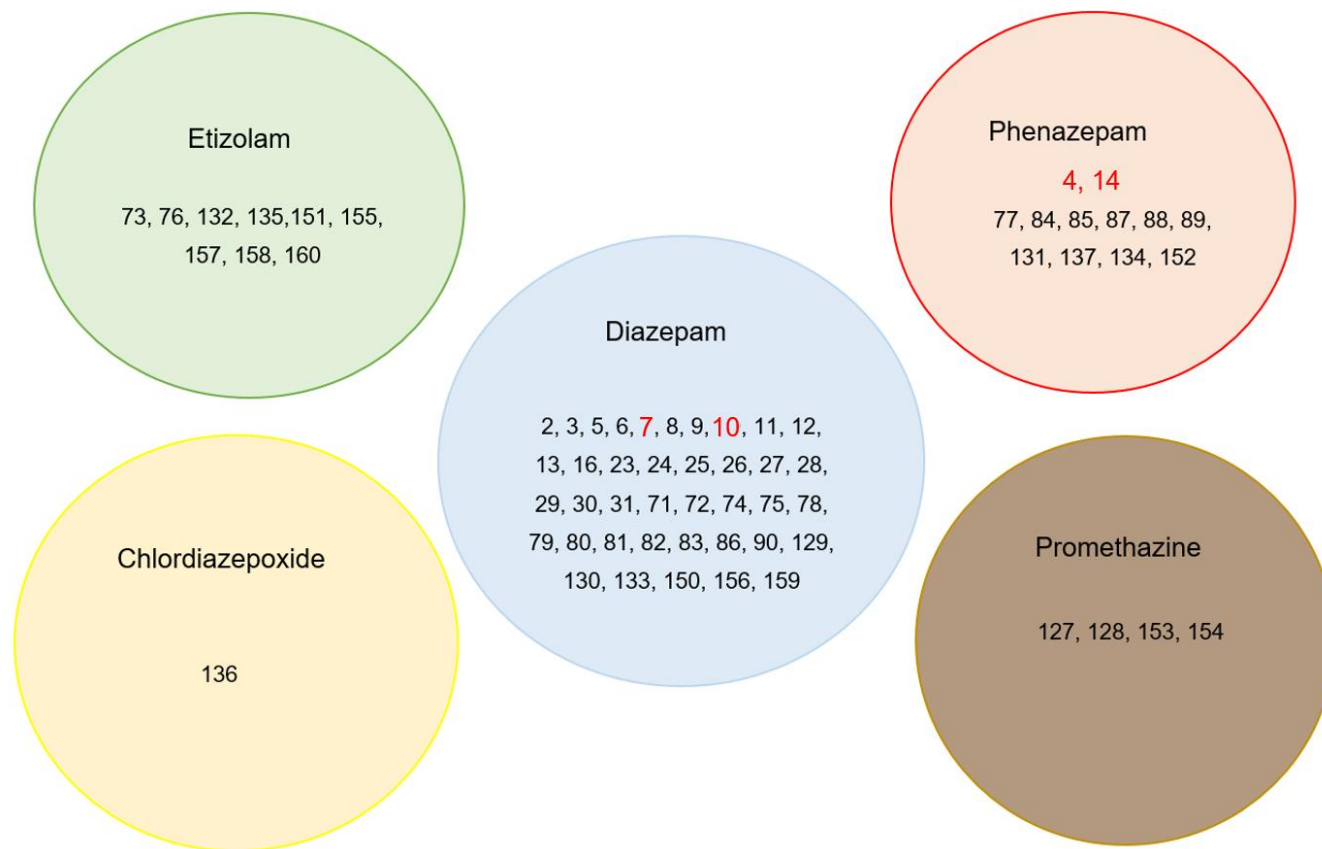 Etizolam
73, 76, 132, 135,151, 155,
157, 158, 160
Phenazepam
4, 14
77, 84, 85, 87, 88, 89,
131, 137, 134, 152
Diazepam
2, 3, 5, 6, 7, 8, 9, 10, 11, 12,
13, 16, 23, 24, 25, 26, 27, 28,
29, 30, 31, 71, 72, 74, 75, 78,
79, 80, 81, 82, 83, 86, 90, 129,
130, 133, 150, 156, 159
Chlordiazepoxide
136
Promethazine
127, 128, 153, 154